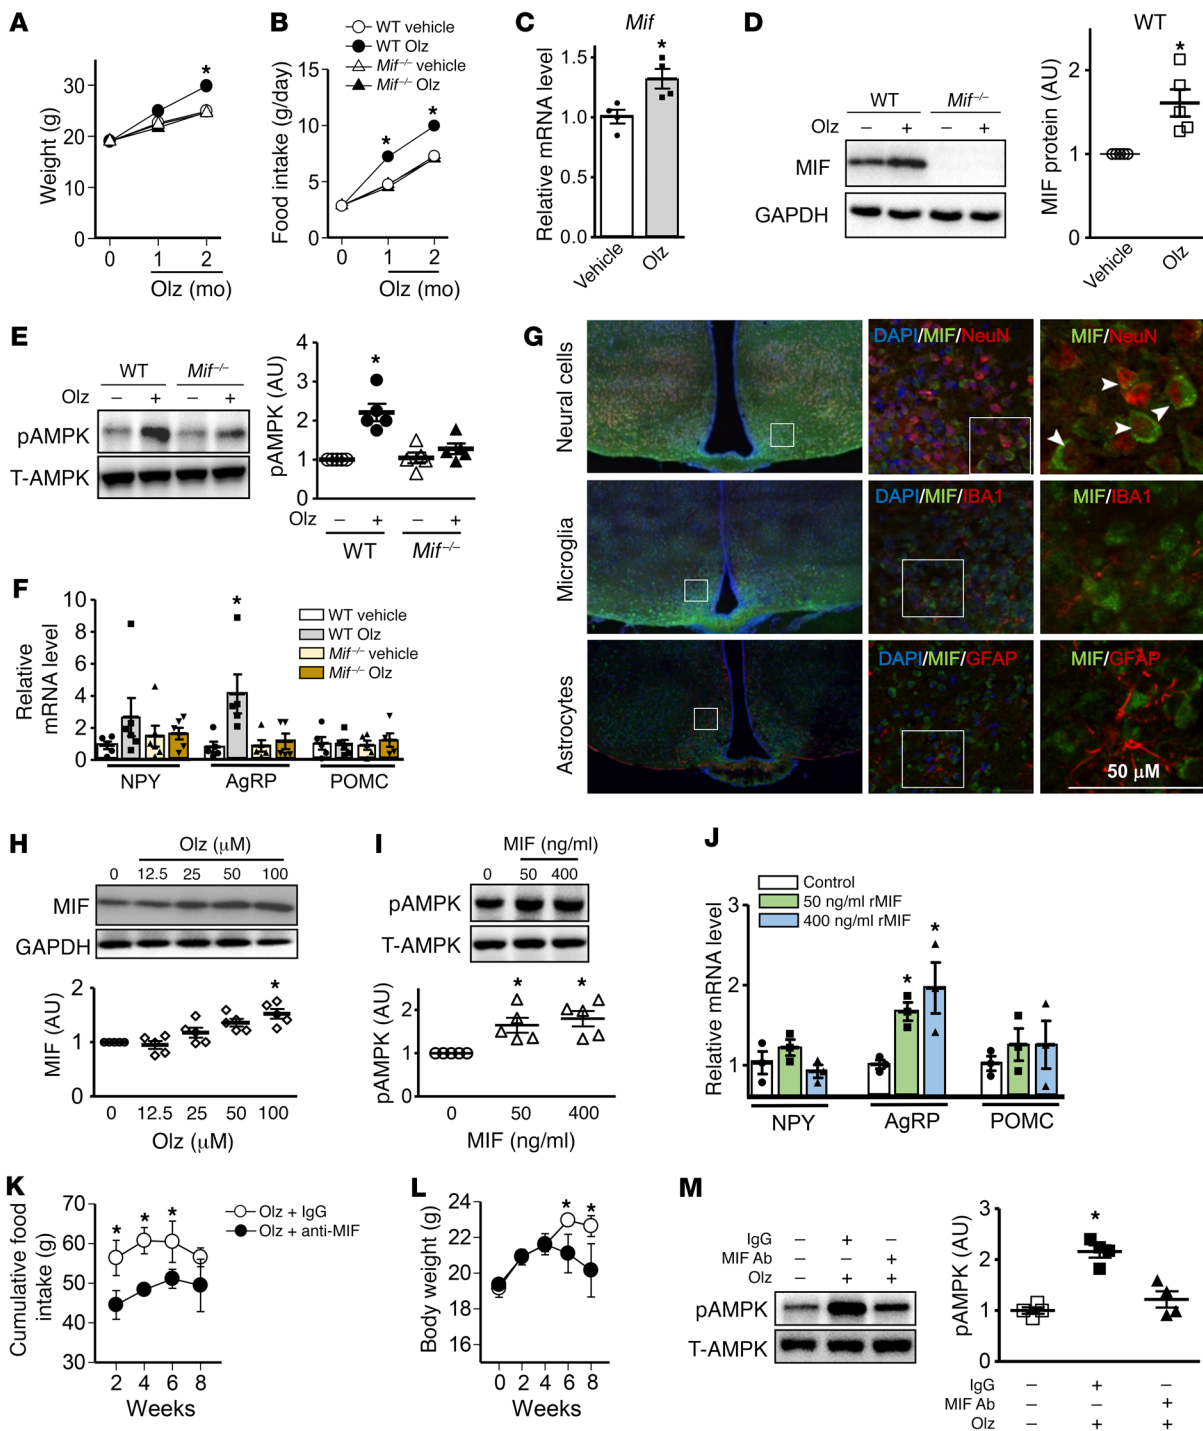 A
Weight (g)
30
20
10
0
0 1 2
Olz (mo)
*
B
WT vehicle
WT Olz
Mif−/− vehicle
Mif−/− Olz
Food intake (g/day)
15
10
5
0
0 1 2
Olz (mo)
* *
C
Mif
Relative mRNA level
1.5
1.0
0.5
0.0
Vehicle Olz
*
D
WT Mif−/−
Olz − + − +
MIF
GAPDH
WT
MIF protein (AU)
2
1
0
Vehicle Olz
*
E
WT Mif−/−
Olz − + − +
pAMPK
T-AMPK
pAMPK (AU)
4
3
2
1
0
*
Olz − + − +
WT Mif−/−
F
Relative
mRNA level
10
8
6
4
2
0
*
WT vehicle
WT Olz
Mif−/− vehicle
Mif−/− Olz
NPY AgRP POMC
G
Neural cells
DAPI/MIF/NeuN
MIF/NeuN
Microglia
DAPI/MIF/IBA1
MIF/IBA1
Astrocytes
DAPI/MIF/GFAP
MIF/GFAP
50 μM
H
Olz (μM)
0 12.5 25 50 100
MIF
GAPDH
MIF (AU)
2
1
0
*
0 12.5 25 50 100
Olz (μM)
I
MIF (ng/ml)
0 50 400
pAMPK
T-AMPK
pAMPK (AU)
2
1
0
* *
0 50 400
MIF (ng/ml)
J
Control
50 ng/ml rMIF
400 ng/ml rMIF
Relative mRNA level
3
2
1
* *
NPY AgRP POMC
K
Cumulative food
intake (g)
70
60
50
40
30
* * *
2 4 6 8
Weeks
Olz + IgG
Olz + anti-MIF
L
Body weight (g)
24
22
20
18
16
* *
0 2 4 6 8
Weeks
M
IgG − + −
MIF Ab − − +
Olz − + +
pAMPK
T-AMPK
pAMPK (AU)
3
2
1
0
*
IgG − + −
MIF Ab − − +
Olz − + +